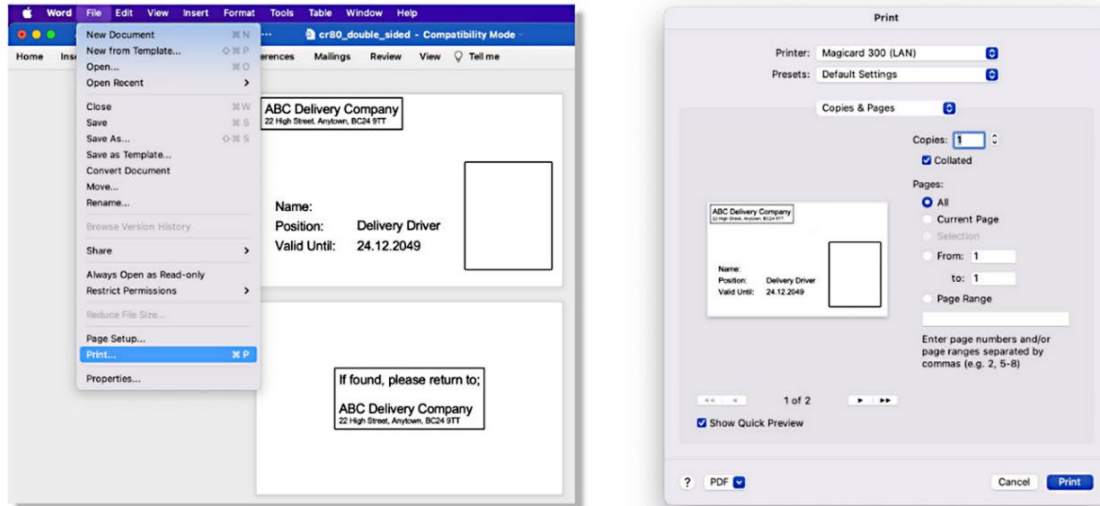 Word File Edit View Insert Format Tools Table Window Help
cr80_double_sided - Compatibility Mode
Home Inse erences Mailings Review View Tell me
New Document ⌘ N
New from Template... ⇧ ⌘ P
Open... ⌘ O
Open Recent >
Close ⌘ W
Save ⌘ S
Save As... ⇧ ⌘ S
Save as Template...
Convert Document
Move...
Rename...
Browse Version History
Share >
Always Open as Read-only
Restrict Permissions >
Reduce File Size...
Page Setup...
Print... ⌘ P
Properties...
ABC Delivery Company
22 High Street, Anytown, BC24 9TT
Name:
Position: Delivery Driver
Valid Until: 24.12.2049
If found, please return to;
ABC Delivery Company
22 High Street, Anytown, BC24 9TT
Print
Printer: Magicard 300 (LAN)
Presets: Default Settings
Copies & Pages
Copies: 1
Collated
Pages:
All
Current Page
Selection
From: 1
to: 1
Page Range
Enter page numbers and/or
page ranges separated by
commas (e.g. 2, 5-8)
ABC Delivery Company
22 High Street, Anytown, BC24 9TT
Name:
Position: Delivery Driver
Valid Until: 24.12.2049
1 of 2
Show Quick Preview
? PDF Cancel Print